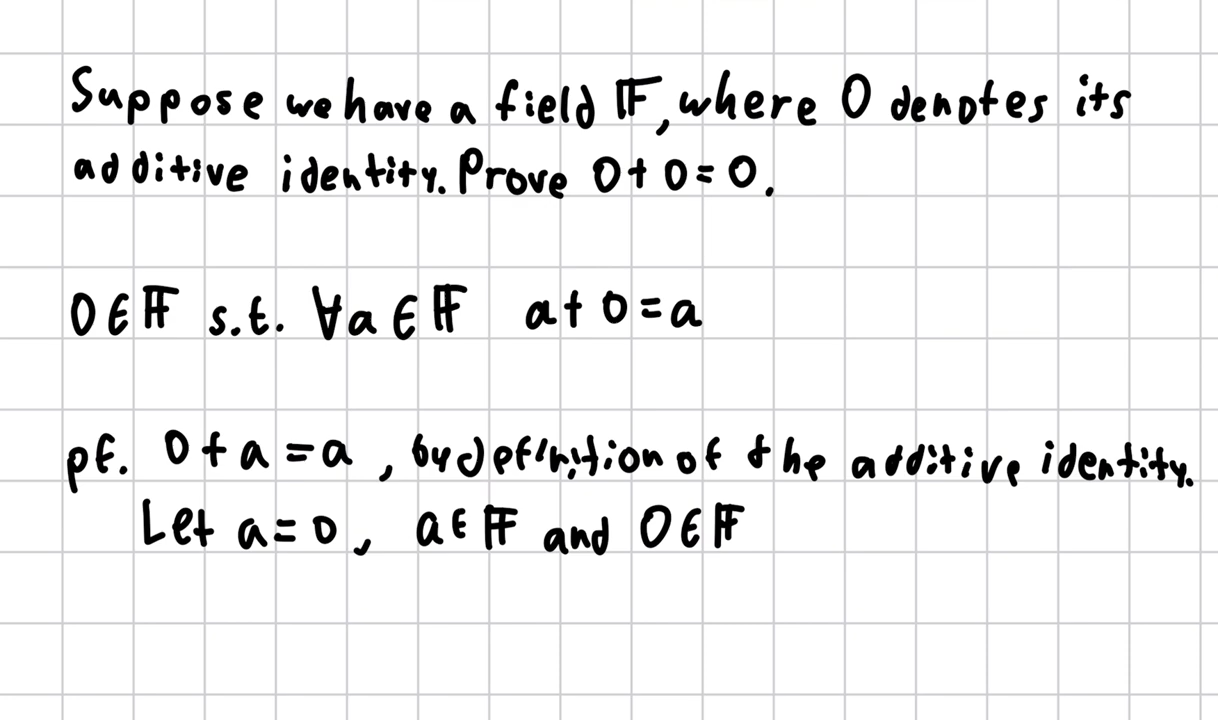 Suppose we have a field 𝔽, where 0 denotes its
additive identity. Prove 0+0=0.
0∈𝔽 s.t. ∀a∈𝔽 a+0=a
pf. 0+a=a, by definition of the additive identity.
Let a=0, a∈𝔽 and 0∈𝔽